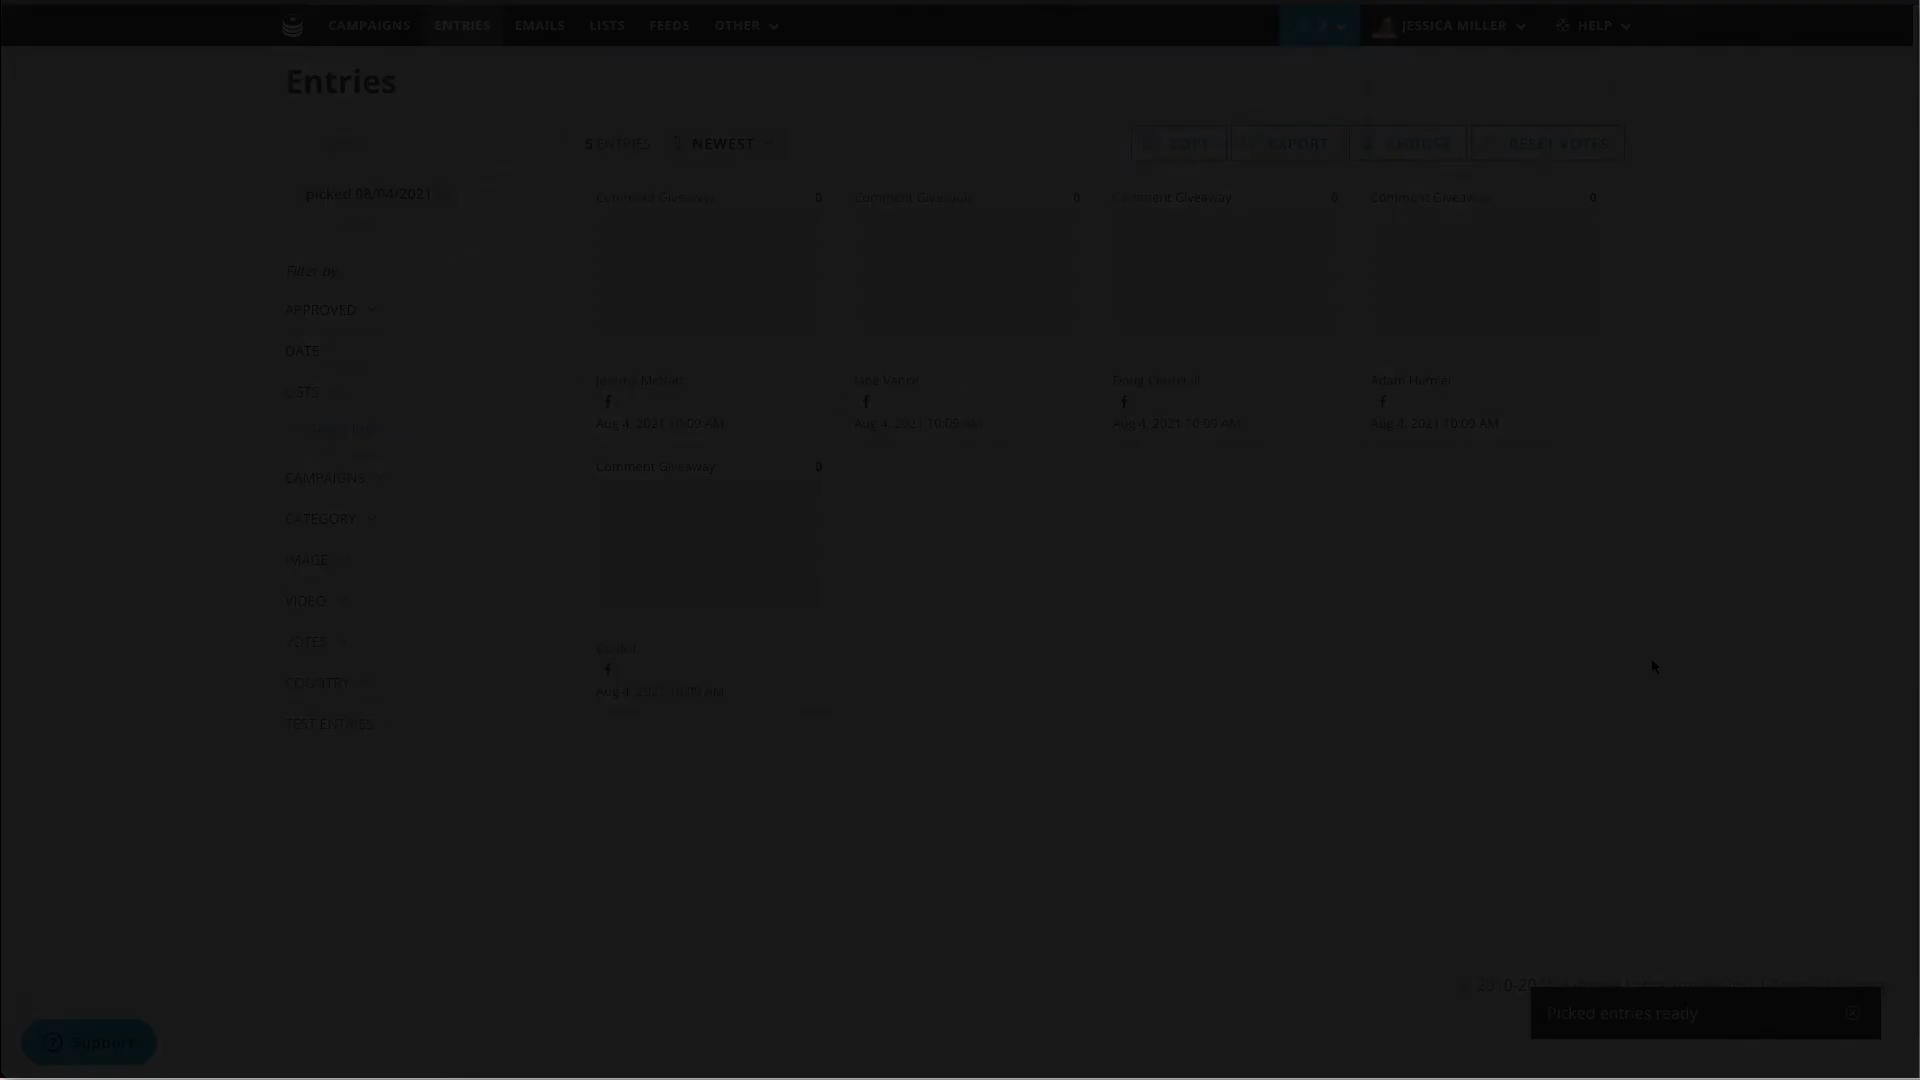 CAMPAIGNS ENTRIES EMAILS LISTS FEEDS OTHER JESSICA MILLER HELP
Entries
5 ENTRIES NEWEST EDIT EXPORT CHOOSE RESET VOTES
picked 08/04/2021
Comment Giveaway 0 Comment Giveaway 0 Comment Giveaway 0 Comment Giveaway 0
Filter by
APPROVED
DATE
LISTS
Jane Vance Adam
Aug 4, 2021 10:09 AM Aug 4, 2021 10:09 AM Aug 4, 2021 10:09 AM Aug 4, 2021 10:09 AM
Comment Giveaway 0
CAMPAIGNS
CATEGORY
IMAGE
VIDEO
VOTES
COUNTRY
Aug 4, 2021 10:09 AM
TEST ENTRIES
Picked entries ready
Support